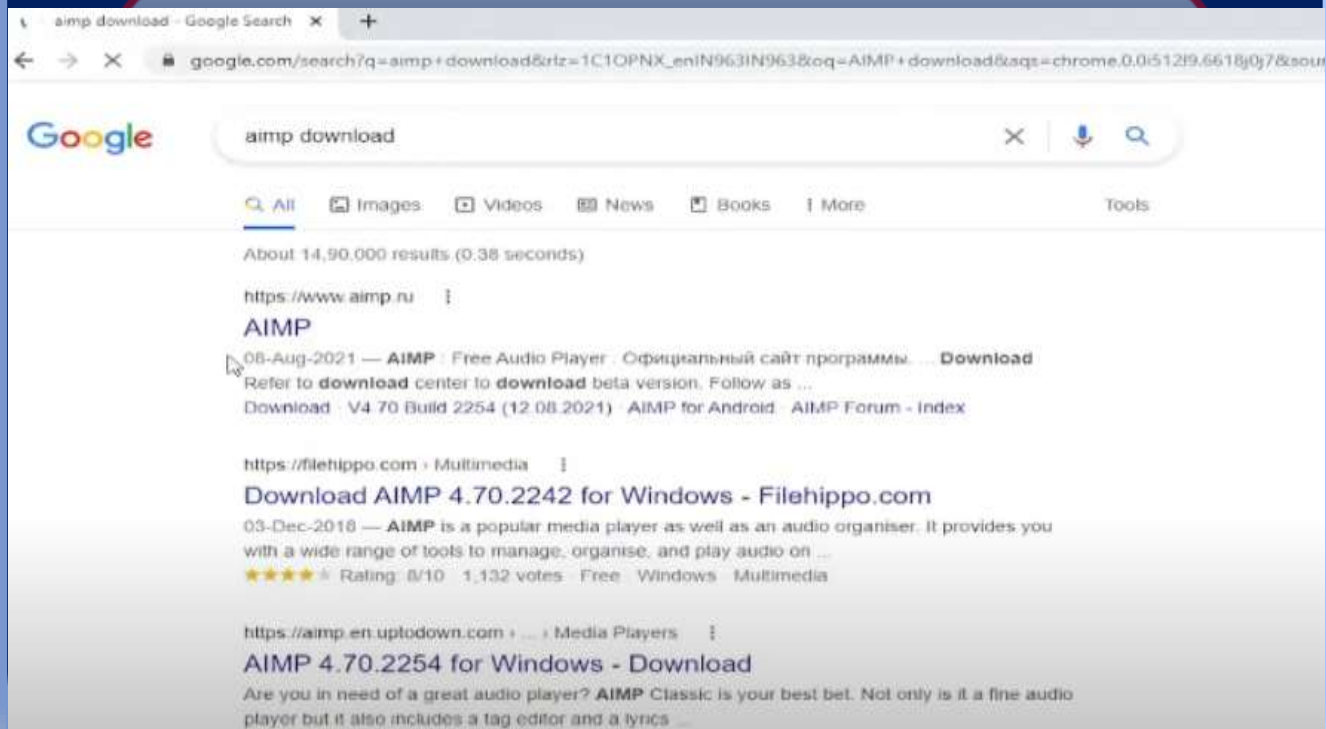 aimp download - Google Search
google.com/search?q=aimp+download&rlz=1C1OPNX_enIN963IN963&oq=AIMP+download&aqs=chrome.0.0i512l9.6618j0j7&sour
Google
aimp download
All Images Videos News Books More Tools
About 14,90,000 results (0.38 seconds)
https://www.aimp.ru
AIMP
08-Aug-2021 — AIMP : Free Audio Player . Официальный сайт программы. ... Download
Refer to download center to download beta version. Follow as ...
Download · V4.70 Build 2254 (12.08.2021) · AIMP for Android · AIMP Forum - Index
https://filehippo.com › Multimedia
Download AIMP 4.70.2242 for Windows - Filehippo.com
03-Dec-2018 — AIMP is a popular media player as well as an audio organiser. It provides you
with a wide range of tools to manage, organise, and play audio on ...
Rating: 8/10 · 1,132 votes · Free · Windows · Multimedia
https://aimp.en.uptodown.com › ... › Media Players
AIMP 4.70.2254 for Windows - Download
Are you in need of a great audio player? AIMP Classic is your best bet. Not only is it a fine audio
player but it also includes a tag editor and a lyrics ...